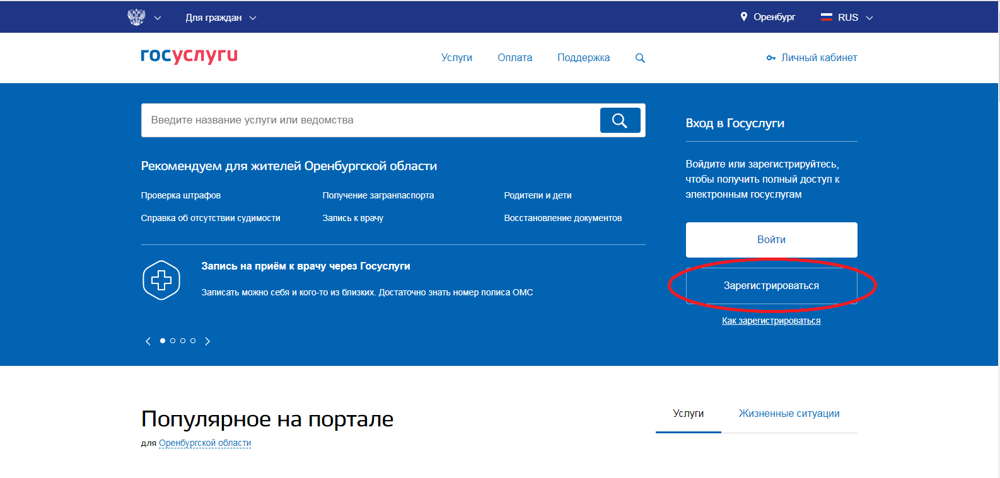 Для граждан
Оренбург
RUS
госуслуги
Услуги
Оплата
Поддержка
Личный кабинет
Введите название услуги или ведомства
Рекомендуем для жителей Оренбургской области
Проверка штрафов
Получение загранпаспорта
Родители и дети
Справка об отсутствии судимости
Запись к врачу
Восстановление документов
Запись на приём к врачу через Госуслуги
Записать можно себя и кого-то из близких. Достаточно знать номер полиса ОМС
Вход в Госуслуги
Войдите или зарегистрируйтесь,
чтобы получить полный доступ к
электронным госуслугам
Войти
Зарегистрироваться
Как зарегистрироваться
Популярное на портале
для Оренбургской области
Услуги
Жизненные ситуации